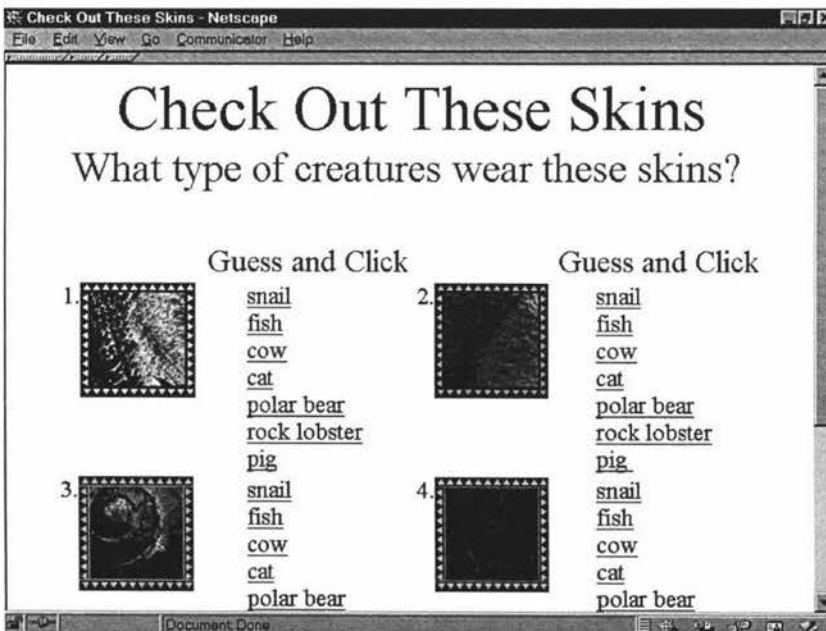 Check Out These Skins - Netscape
File Edit View Go Communicator Help
Check Out These Skins
What type of creatures wear these skins?
Guess and Click
1.
snail
fish
cow
cat
polar bear
rock lobster
pig
Guess and Click
2.
snail
fish
cow
cat
polar bear
rock lobster
pig
3.
snail
fish
cow
cat
polar bear
4.
snail
fish
cow
cat
polar bear
Document Done